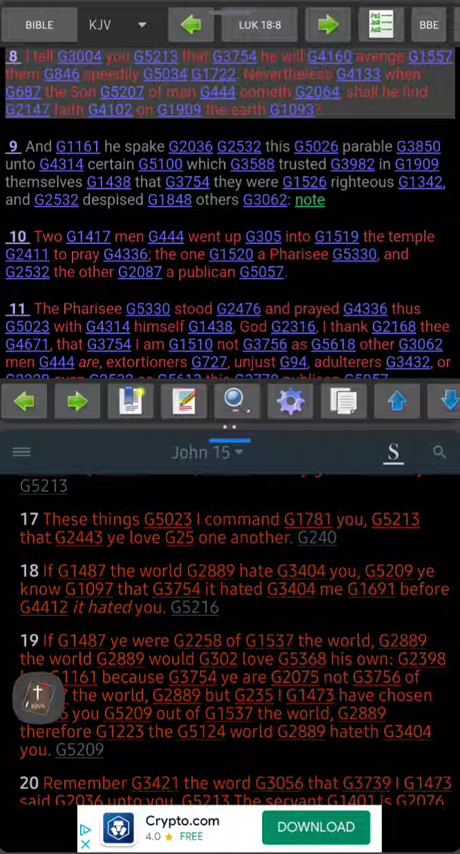 BIBLE KJV LUK 18:8 BBE
8 I tell G3004 you G5213 that G3754 he will G4160 avenge G1557
them G846 speedily G5034 G1722. Nevertheless G4133 when
G687 the Son G5207 of man G444 cometh G2064, shall he find
G2147 faith G4102 on G1909 the earth G1093?
9 And G1161 he spake G2036 G2532 this G5026 parable G3850
unto G4314 certain G5100 which G3588 trusted G3982 in G1909
themselves G1438 that G3754 they were G1526 righteous G1342,
and G2532 despised G1848 others G3062: note
10 Two G1417 men G444 went up G305 into G1519 the temple
G2411 to pray G4336; the one G1520 a Pharisee G5330, and
G2532 the other G2087 a publican G5057.
11 The Pharisee G5330 stood G2476 and prayed G4336 thus
G5023 with G4314 himself G1438, God G2316, I thank G2168 thee
G4671, that G3754 I am G1510 not G3756 as G5618 other G3062
men G444 are, extortioners G727, unjust G94, adulterers G3432, or
John 15 S
G5213
17 These things G5023 I command G1781 you, G5213
that G2443 ye love G25 one another. G240
18 If G1487 the world G2889 hate G3404 you, G5209 ye
know G1097 that G3754 it hated G3404 me G1691 before
G4412 it hated you. G5216
19 If G1487 ye were G2258 of G1537 the world, G2889
the world G2889 would G302 love G5368 his own: G2398
G1161 because G3754 ye are G2075 not G3756 of
the world, G2889 but G235 I G1473 have chosen
you G5209 out of G1537 the world, G2889
therefore G1223 the G5124 world G2889 hateth G3404
you. G5209
20 Remember G3421 the word G3056 that G3739 I G1473
said G2036 unto you, G5213 The servant G1401 is G2076
KJVA
Crypto.com
4.0 ★ FREE
DOWNLOAD